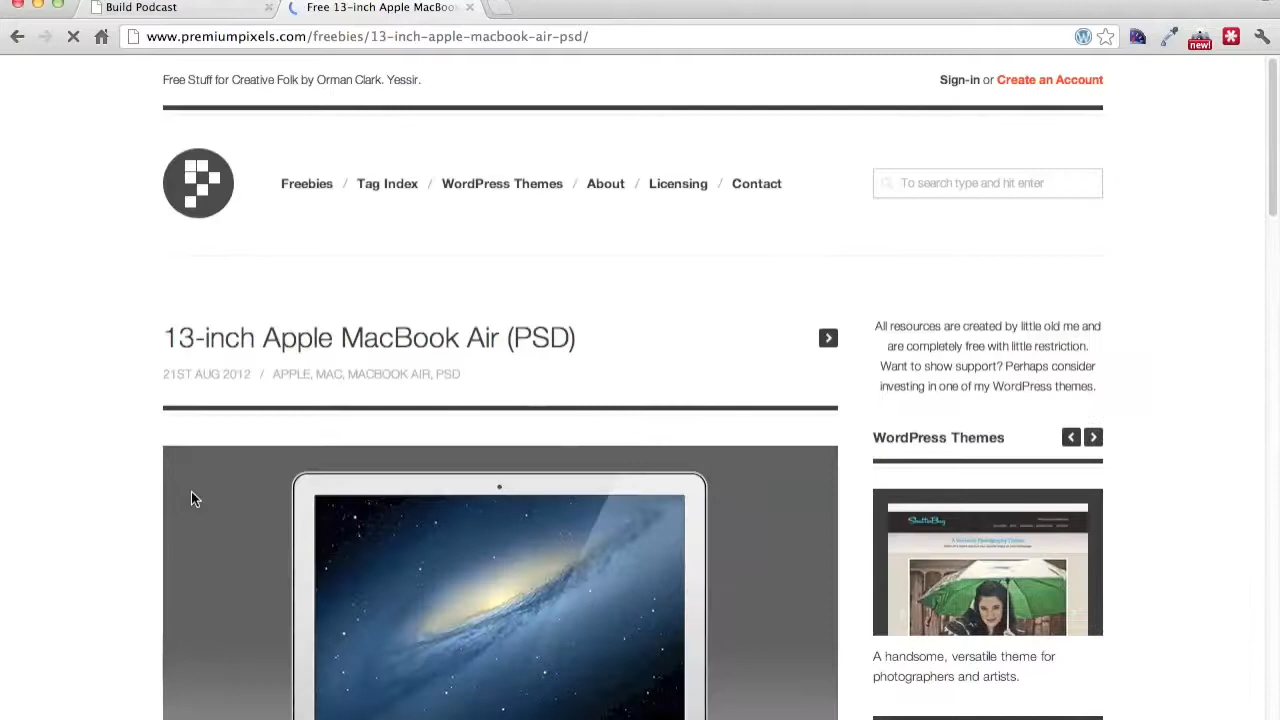 Build Podcast
Free 13-inch Apple MacBoo
www.premiumpixels.com/freebies/13-inch-apple-macbook-air-psd/
new!
Free Stuff for Creative Folk by Orman Clark. Yessir.
Sign-in or Create an Account
Freebies / Tag Index / WordPress Themes / About / Licensing / Contact
To search type and hit enter
13-inch Apple MacBook Air (PSD)
21ST AUG 2012 / APPLE, MAC, MACBOOK AIR, PSD
All resources are created by little old me and
are completely free with little restriction.
Want to show support? Perhaps consider
investing in one of my WordPress themes.
WordPress Themes
ShutterBug
A handsome, versatile theme for
photographers and artists.